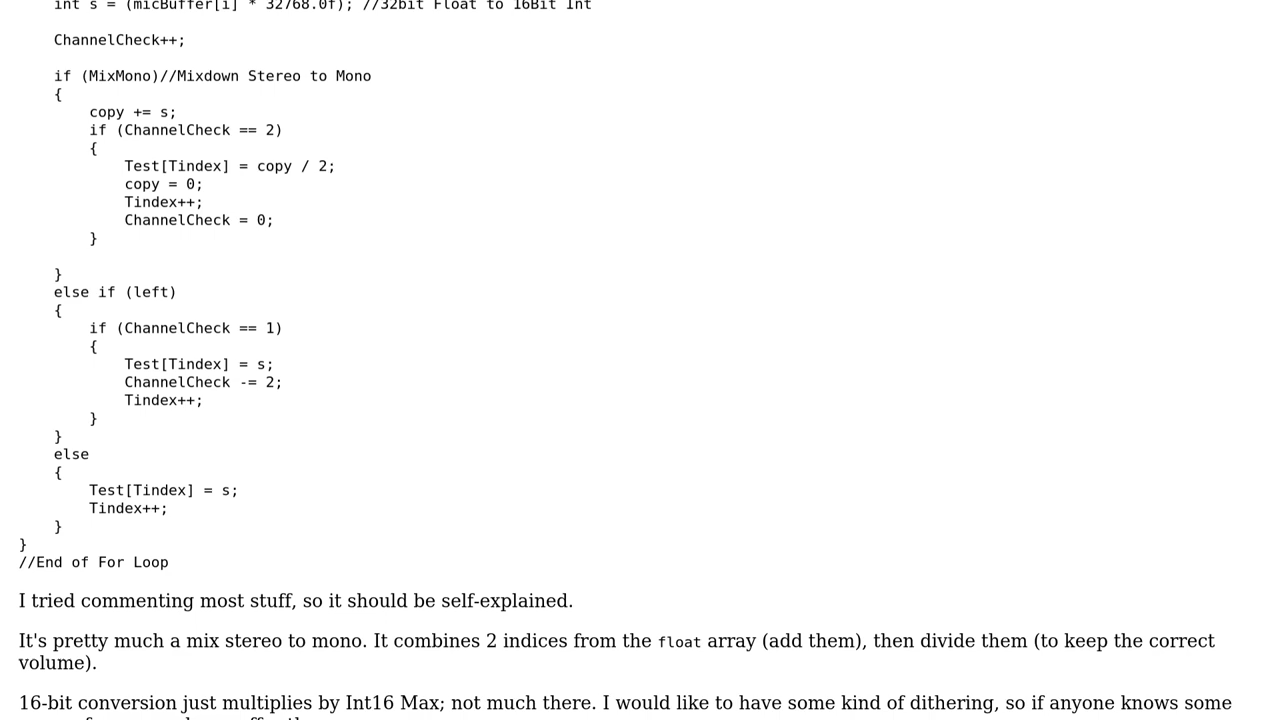 int s = (micBuffer[i] * 32768.0f); //32bit Float to 16Bit Int
ChannelCheck++;
if (MixMono)//Mixdown Stereo to Mono
{
copy += s;
if (ChannelCheck == 2)
{
Test[Tindex] = copy / 2;
copy = 0;
Tindex++;
ChannelCheck = 0;
}
}
else if (left)
{
if (ChannelCheck == 1)
{
Test[Tindex] = s;
ChannelCheck -= 2;
Tindex++;
}
}
else
{
Test[Tindex] = s;
Tindex++;
}
}
//End of For Loop
I tried commenting most stuff, so it should be self-explained.
It's pretty much a mix stereo to mono. It combines 2 indices from the float array (add them), then divide them (to keep the correct
volume).
16-bit conversion just multiplies by Int16 Max; not much there. I would like to have some kind of dithering, so if anyone knows some